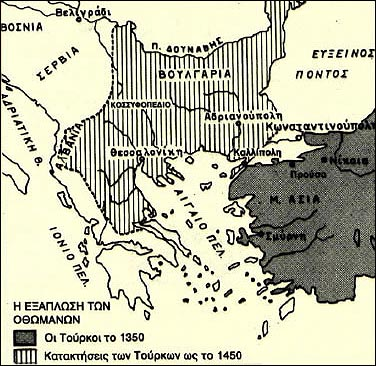 Βελιγράδι
ΒΟΣΝΙΑ
ΣΕΡΒΙΑ
Π. ΔΟΥΝΑΒΗΣ
ΒΟΥΛΓΑΡΙΑ
ΕΥΞΕΙΝΟΣ
ΠΟΝΤΟΣ
ΑΔΡΙΑΤΙΚΗ Θ.
ΚΟΣΣΥΦΟΠΕΔΙΟ
Αδριανούπολη
Κωνσταντινούπολη
ΑΛΒΑΝΙΑ
Θεσσαλονίκη
Καλλίπολη
Νίκαια
Προύσα
Μ. ΑΣΙΑ
ΑΙΓΑΙΟ ΠΕΛ.
Σμύρνη
ΙΟΝΙΟ ΠΕΛ.
Η ΕΞΑΠΛΩΣΗ ΤΩΝ
ΟΘΩΜΑΝΩΝ
Οι Τούρκοι το 1350
Κατακτήσεις των Τούρκων ως το 1450